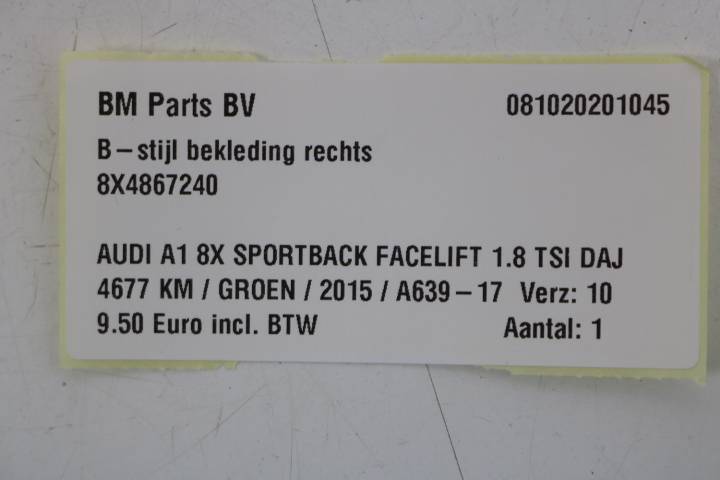 BM Parts BV 081020201045
B-stijl bekleding rechts
8X4867240
AUDI A1 8X SPORTBACK FACELIFT 1.8 TSI DAJ
4677 KM / GROEN / 2015 / A639-17 Verz: 10
9.50 Euro incl. BTW Aantal: 1